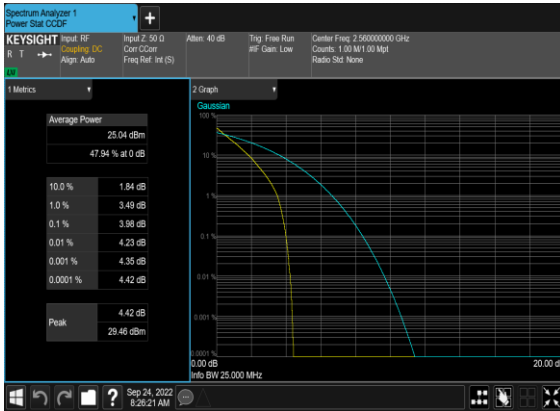 Spectrum Analyzer 1
Power Stat CCDF
KEYSIGHT
R T
Input: RF
Coupling: DC
Align: Auto
Input Z: 50 Ω
Corr CCorr
Freq Ref: Int (S)
Atten: 40 dB
Trig: Free Run
#IF Gain: Low
Center Freq: 2.560000000 GHz
Counts: 1.00 M/1.00 Mpt
Radio Std: None
1 Metrics
Average Power
25.04 dBm
47.94 % at 0 dB
10.0 % 1.84 dB
1.0 % 3.49 dB
0.1 % 3.98 dB
0.01 % 4.23 dB
0.001 % 4.35 dB
0.0001 % 4.42 dB
Peak
4.42 dB
29.46 dBm
2 Graph
Gaussian
100 %
10 %
1 %
0.1 %
0.01 %
0.001 %
0.0001 %
0.00 dB
20.00 d
Info BW 25.000 MHz
?
Sep 24, 2022
8:26:21 AM